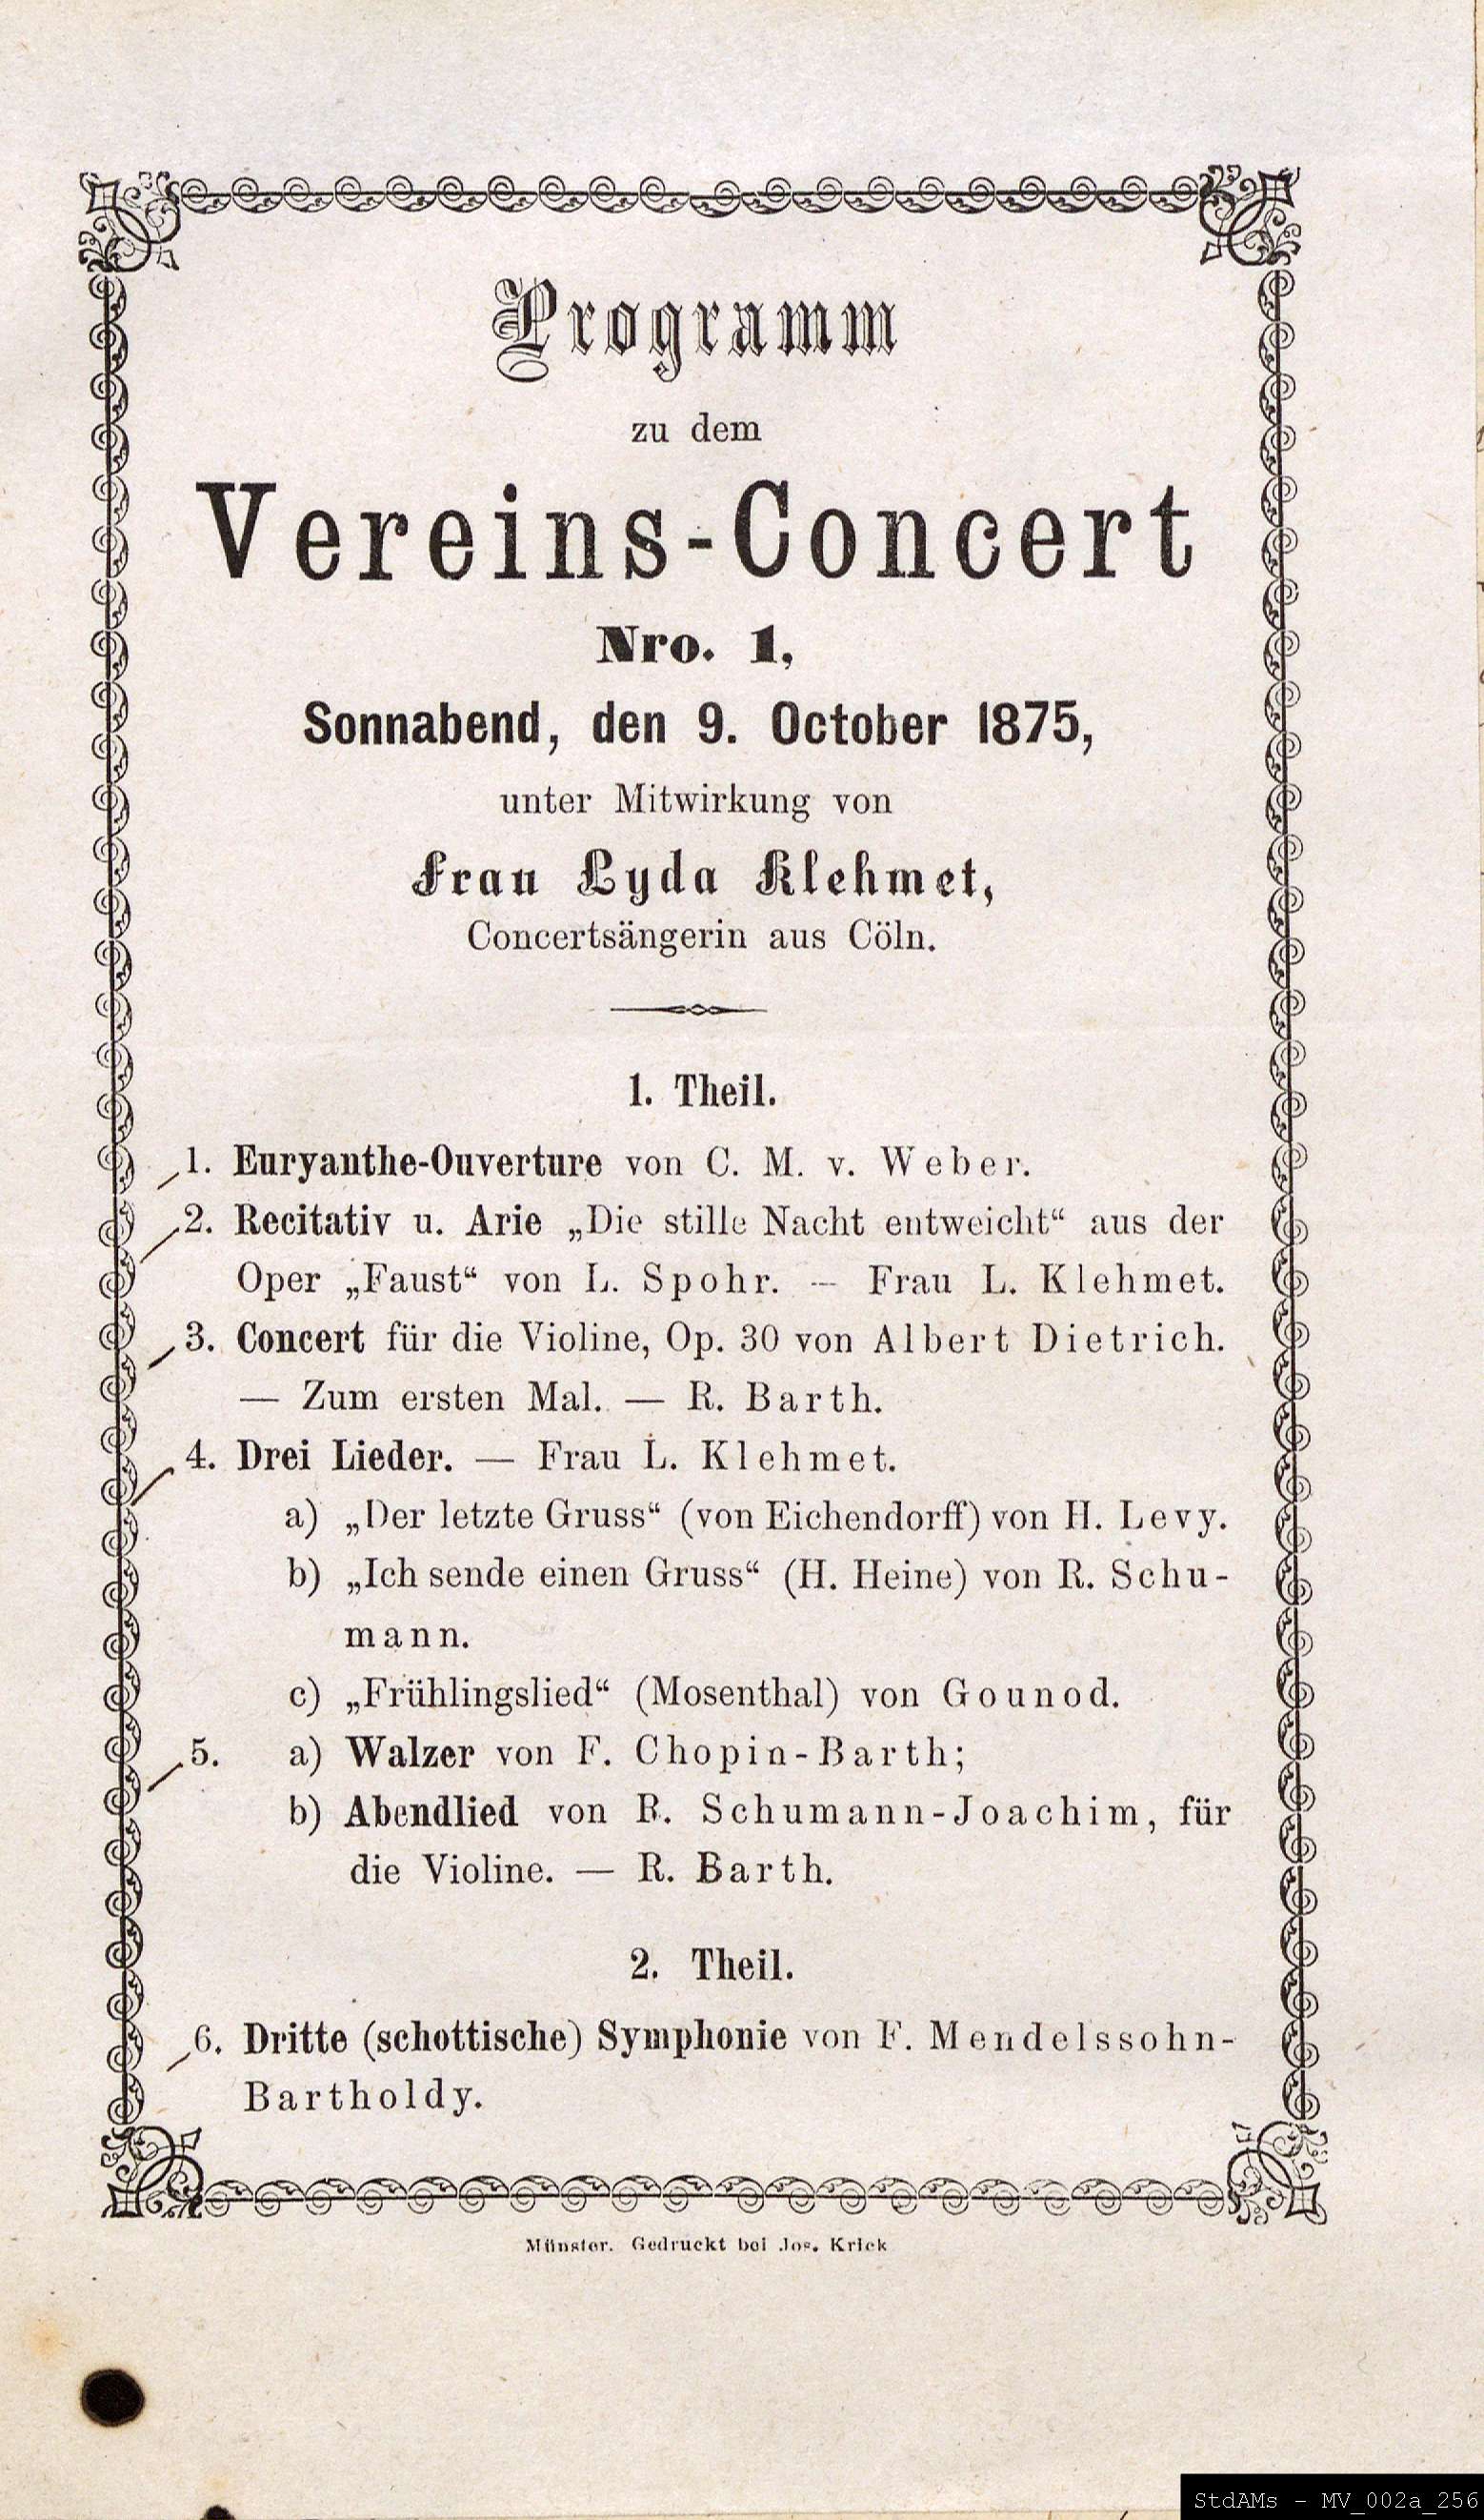 Programm
zu dem
Vereins-Concert
Nro. 1,
Sonnabend, den 9. October 1875,
unter Mitwirkung von
Frau Lyda Klehmet,
Concertsängerin aus Cöln.
1. Theil.
1. Euryanthe-Ouverture von C. M. v. Weber.
2. Recitativ u. Arie „Die stille Nacht entweicht“ aus der
Oper „Faust“ von L. Spohr. — Frau L. Klehmet.
3. Concert für die Violine, Op. 30 von Albert Dietrich.
— Zum ersten Mal. — R. Barth.
4. Drei Lieder. — Frau L. Klehmet.
a) „Der letzte Gruss“ (von Eichendorff) von H. Levy.
b) „Ich sende einen Gruss“ (H. Heine) von R. Schu-
mann.
c) „Frühlingslied“ (Mosenthal) von Gounod.
5. a) Walzer von F. Chopin-Barth;
b) Abendlied von R. Schumann-Joachim, für
die Violine. — R. Barth.
2. Theil.
6. Dritte (schottische) Symphonie von F. Mendelssohn-
Bartholdy.
Münster. Gedruckt bei Jos. Krick
StdAMs - MV_002a_256